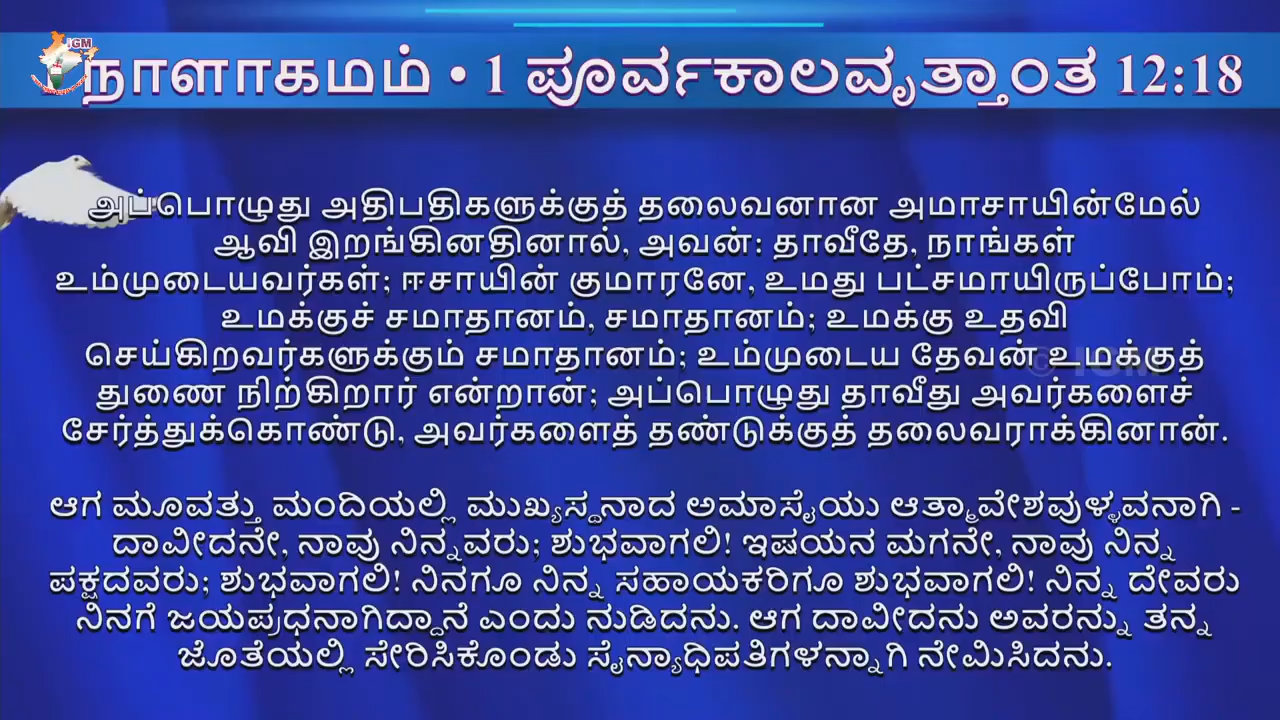 IGM
நாளாகமம் • 1 ಪೂರ್ವಕಾಲವೃತ್ತಾಂತ 12:18
அப்பொழுது அதிபதிகளுக்குத் தலைவனான அமாசாயின்மேல்
ஆவி இறங்கினதினால், அவன்: தாவீதே, நாங்கள்
உம்முடையவர்கள்; ஈசாயின் குமாரனே, உமது பட்சமாயிருப்போம்;
உமக்குச் சமாதானம், சமாதானம்; உமக்கு உதவி
செய்கிறவர்களுக்கும் சமாதானம்; உம்முடைய தேவன் உமக்குத்
© IGM
துணை நிற்கிறார் என்றான்; அப்பொழுது தாவீது அவர்களைச்
சேர்த்துக்கொண்டு, அவர்களைத் தண்டுக்குத் தலைவராக்கினான்.
ಆಗ ಮೂವತ್ತು ಮಂದಿಯಲ್ಲಿ ಮುಖ್ಯಸ್ಥನಾದ ಅಮಾಸೈಯು ಆತ್ಮಾವೇಶವುಳ್ಳವನಾಗಿ -
ದಾವೀದನೇ, ನಾವು ನಿನ್ನವರು; ಶುಭವಾಗಲಿ! ಇಷಯನ ಮಗನೇ, ನಾವು ನಿನ್ನ
ಪಕ್ಷದವರು; ಶುಭವಾಗಲಿ! ನಿನಗೂ ನಿನ್ನ ಸಹಾಯಕರಿಗೂ ಶುಭವಾಗಲಿ! ನಿನ್ನ ದೇವರು
ನಿನಗೆ ಜಯಪ್ರಧನಾಗಿದ್ದಾನೆ ಎಂದು ನುಡಿದನು. ಆಗ ದಾವೀದನು ಅವರನ್ನು ತನ್ನ
ಜೊತೆಯಲ್ಲಿ ಸೇರಿಸಿಕೊಂಡು ಸೈನ್ಯಾಧಿಪತಿಗಳನ್ನಾಗಿ ನೇಮಿಸಿದನು.